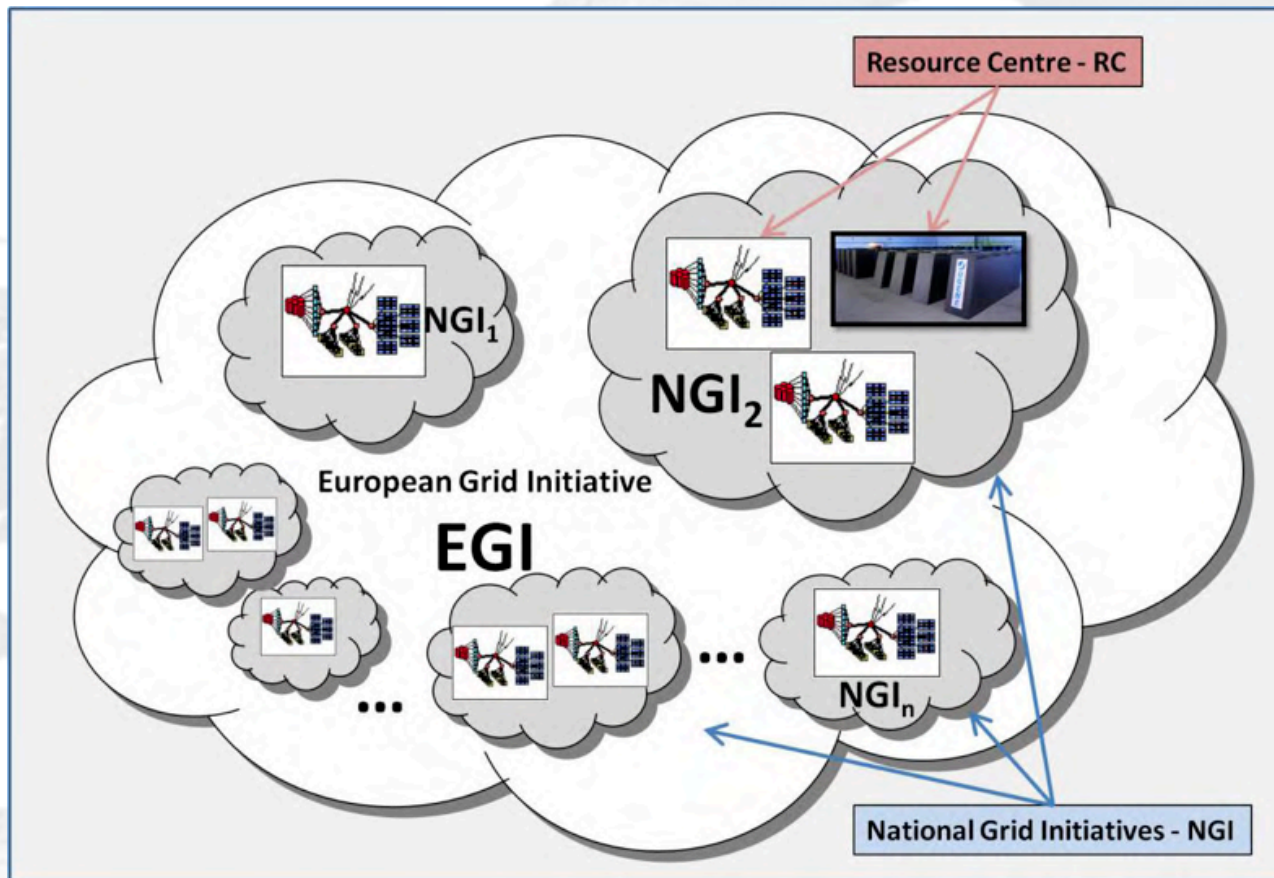 Resource Centre - RC
NGI₁
NGI₂
European Grid Initiative
EGI
...
...
NGIₙ
National Grid Initiatives - NGI